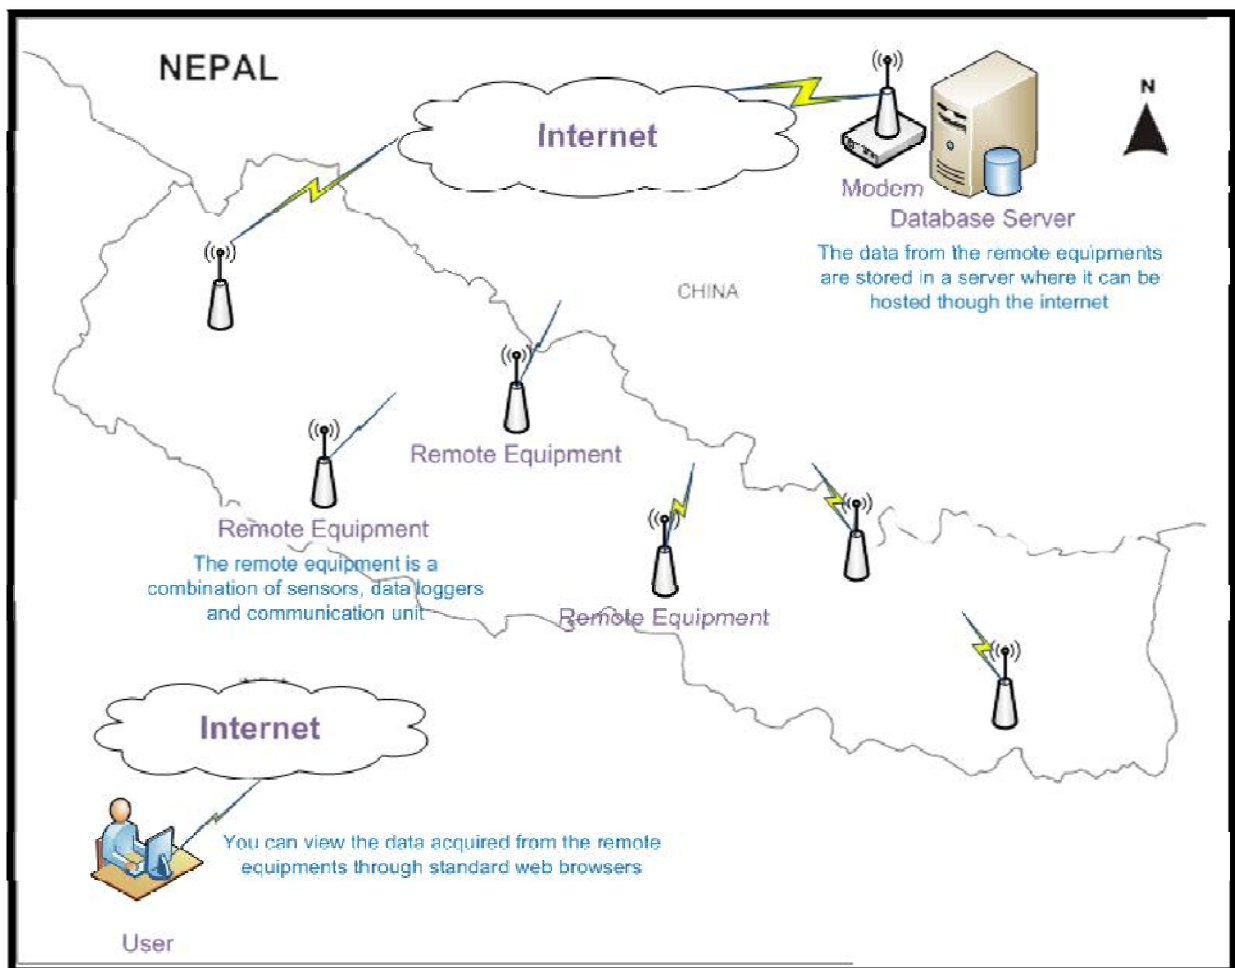 NEPAL
Internet
N
Modem
Database Server
The data from the remote equipments
are stored in a server where it can be
hosted though the internet
CHINA
Remote Equipment
Remote Equipment
The remote equipment is a
combination of sensors, data loggers
and communication unit
Remote Equipment
Internet
You can view the data acquired from the remote
equipments through standard web browsers
User